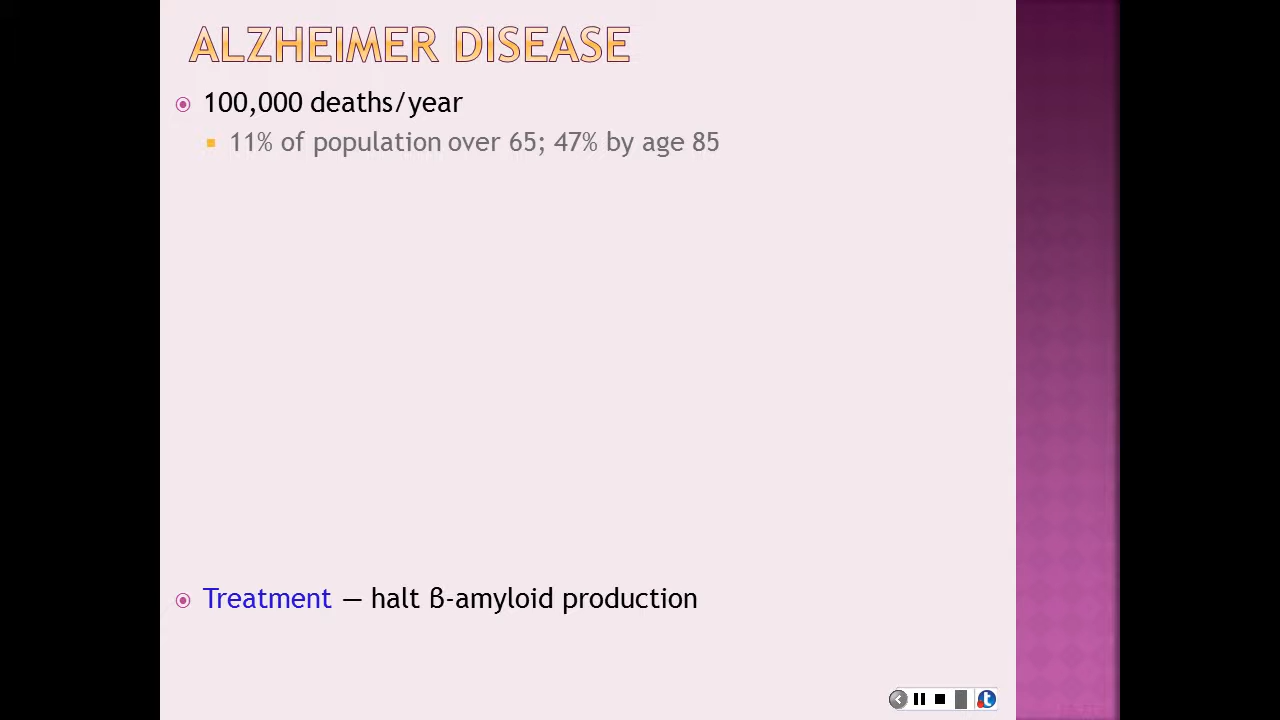 ALZHEIMER DISEASE
100,000 deaths/year
11% of population over 65; 47% by age 85
Treatment — halt ß-amyloid production
t